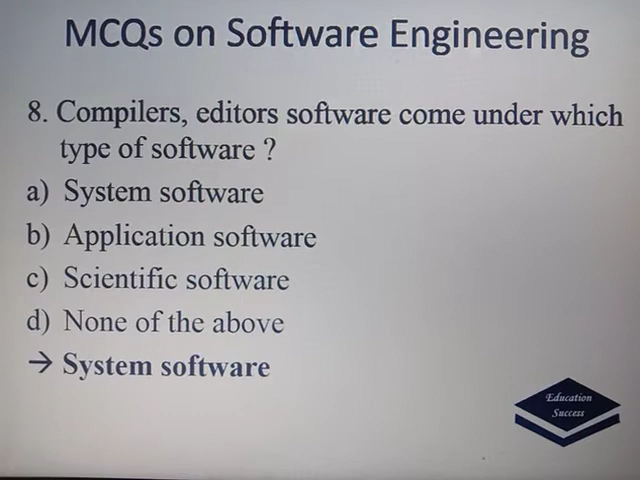 MCQs on Software Engineering
8. Compilers, editors software come under which
type of software ?
a) System software
b) Application software
c) Scientific software
d) None of the above
→ System software
Education
Success